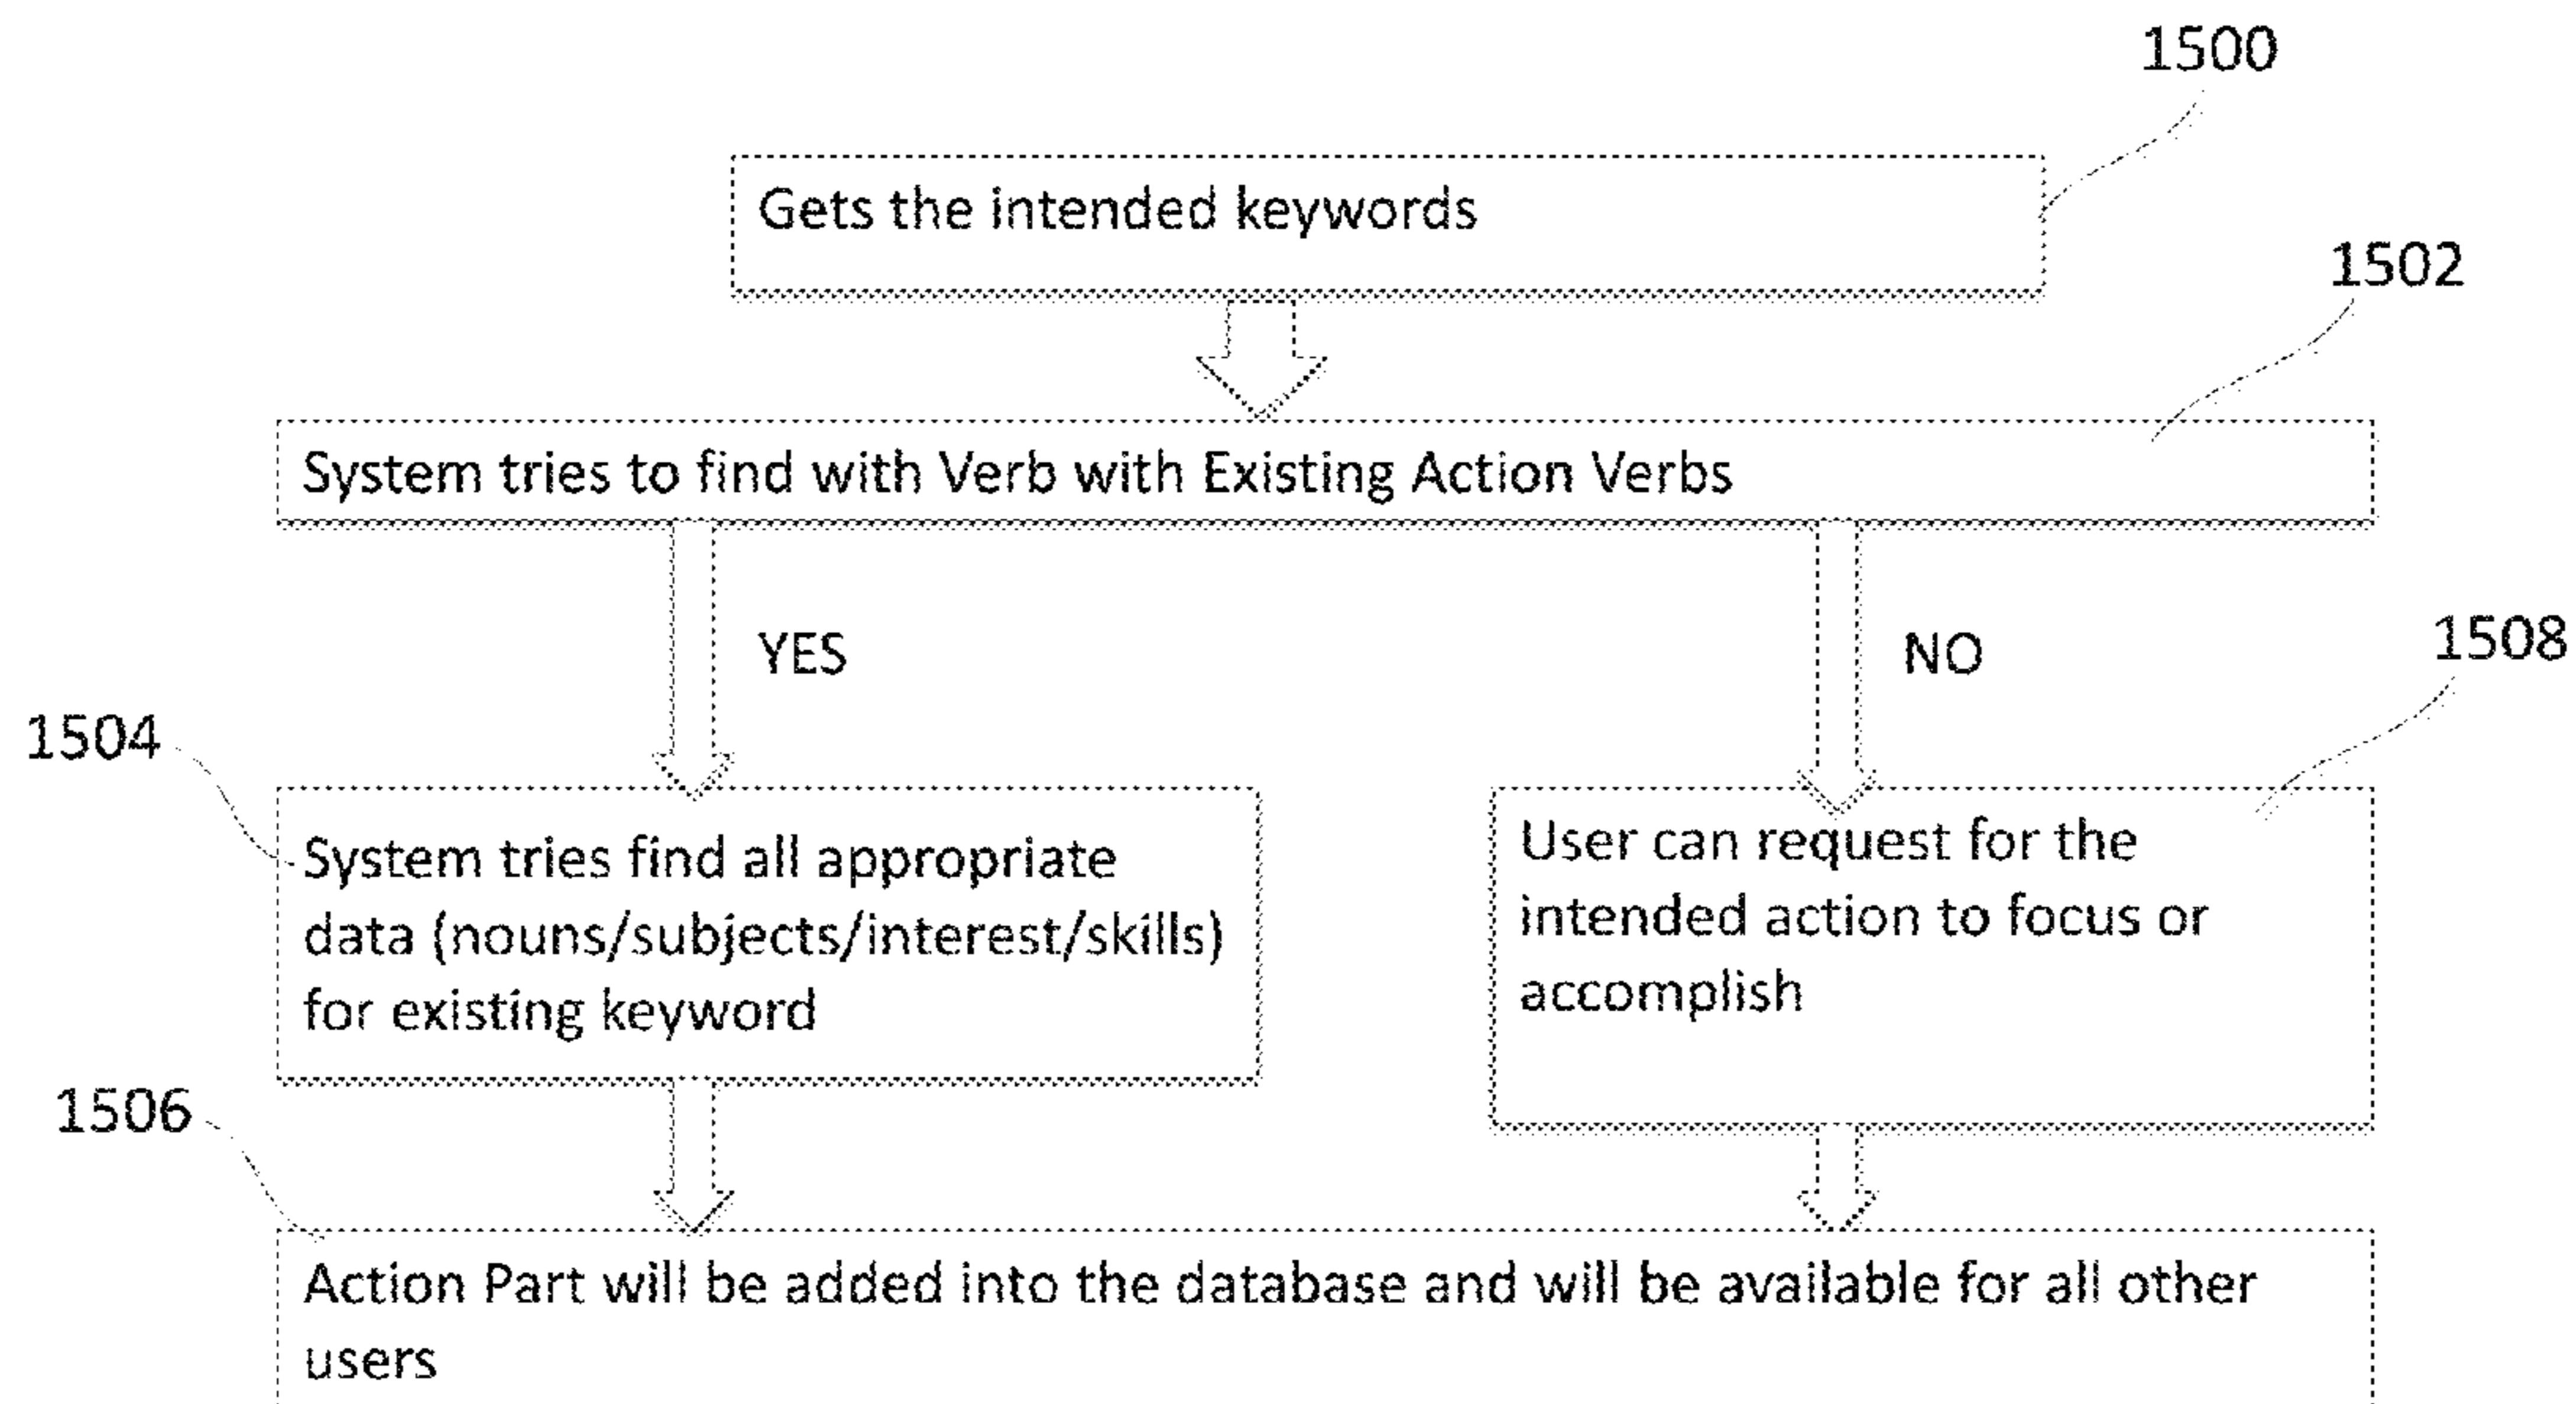 1500
Gets the intended keywords
1502
System tries to find with Verb with Existing Action Verbs
YES
NO
1508
1504
System tries find all appropriate
data (nouns/subjects/interest/skills)
for existing keyword
User can request for the
intended action to focus or
accomplish
1506
Action Part will be added into the database and will be available for all other
users